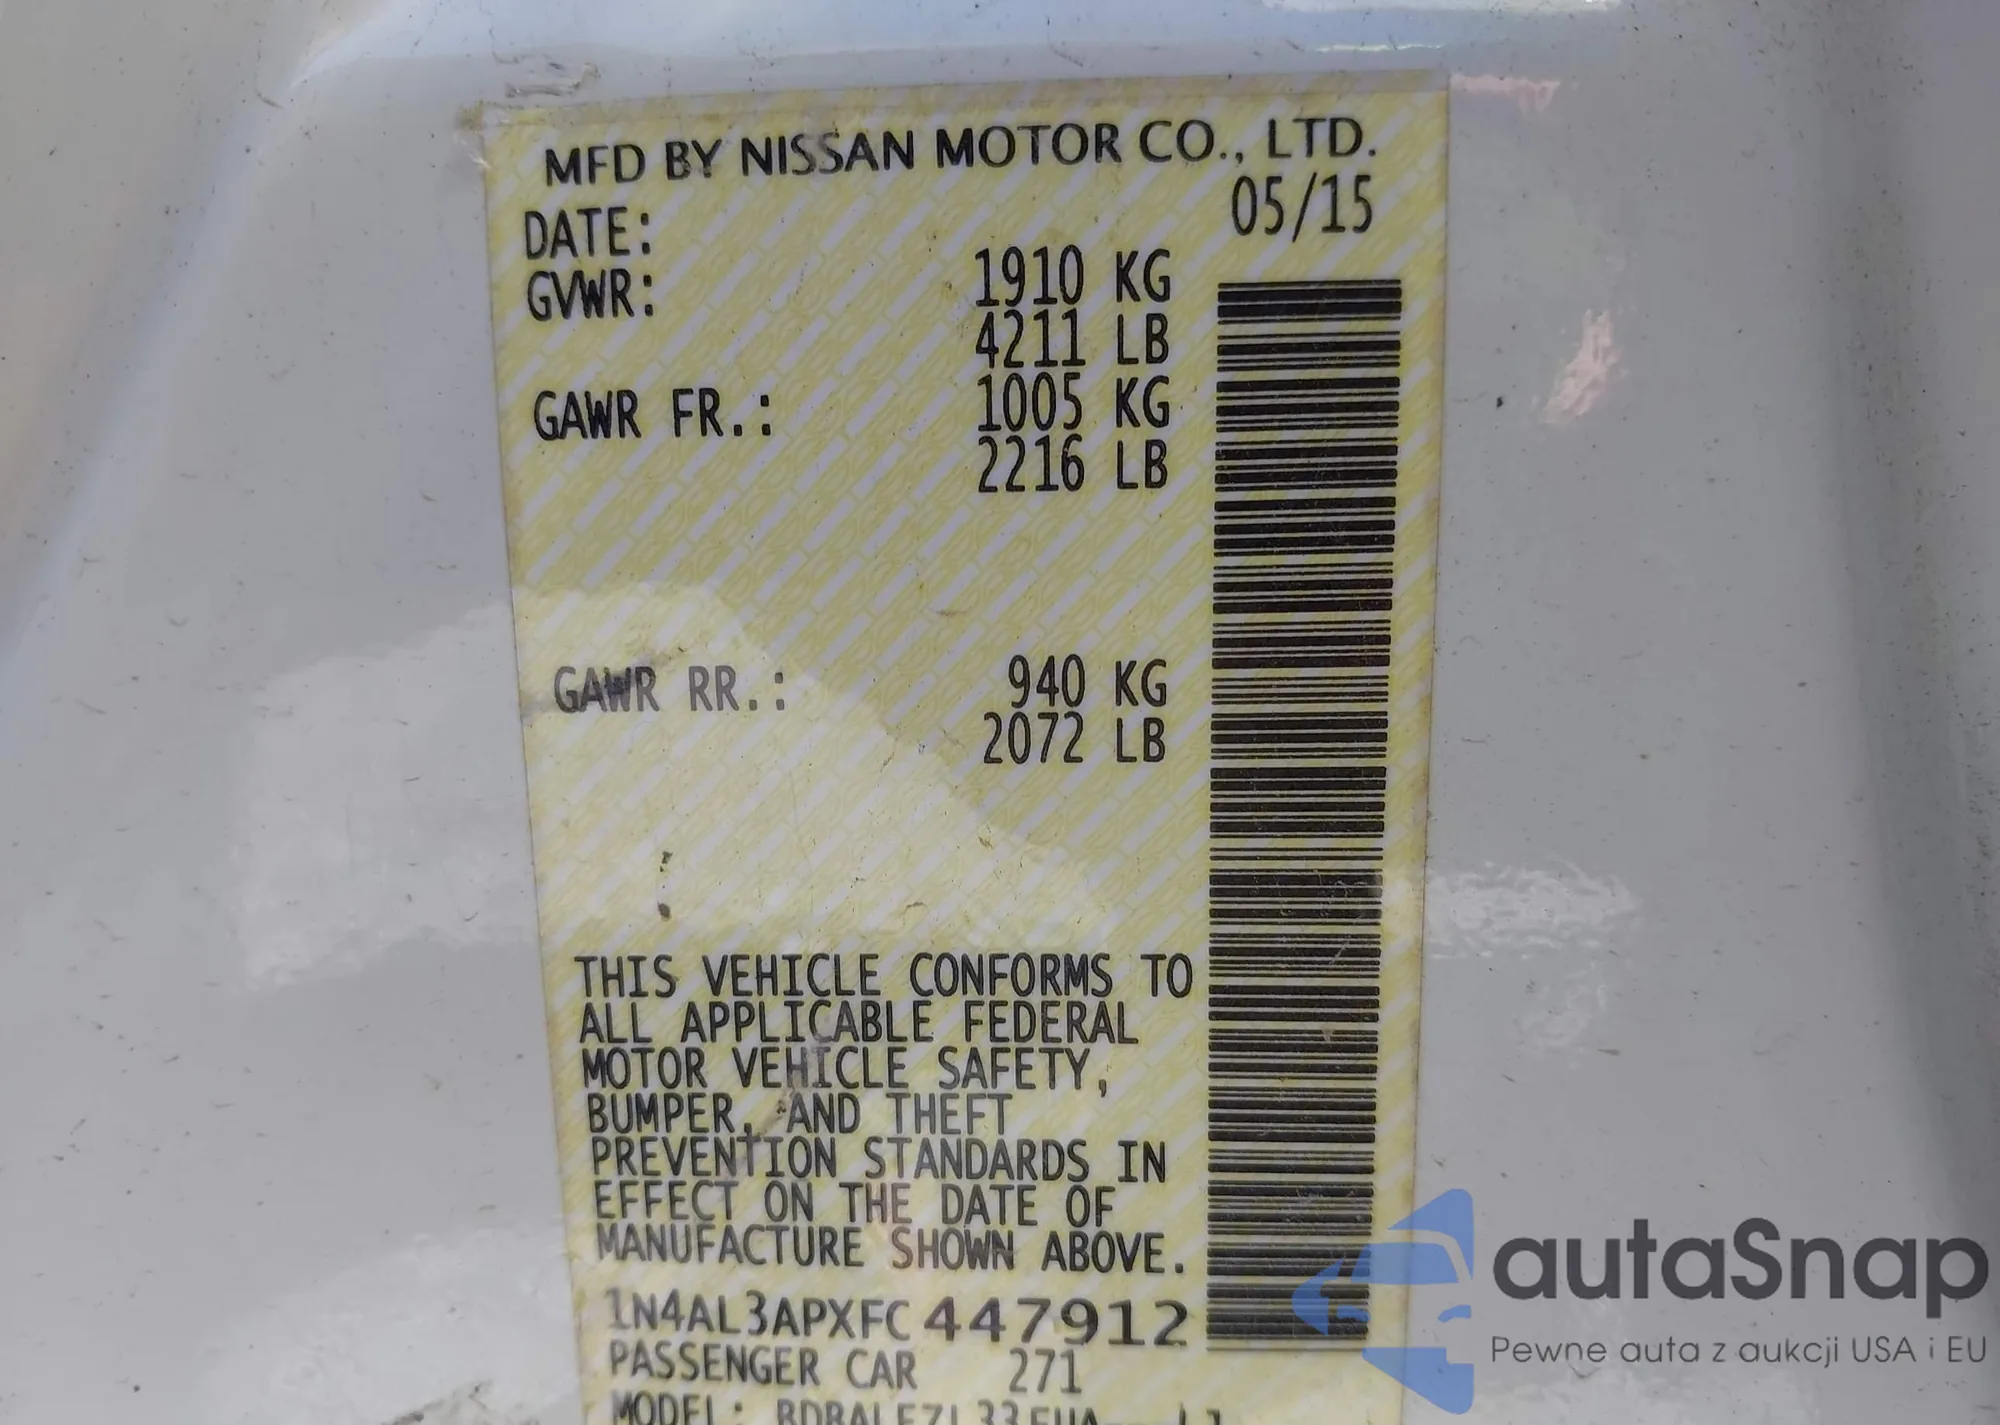 MFD BY NISSAN MOTOR CO., LTD.
DATE: 05/15
GVWR: 1910 KG
4211 LB
GAWR FR.: 1005 KG
2216 LB
GAWR RR.: 940 KG
2072 LB
THIS VEHICLE CONFORMS TO
ALL APPLICABLE FEDERAL
MOTOR VEHICLE SAFETY,
BUMPER, AND THEFT
PREVENTION STANDARDS IN
EFFECT ON THE DATE OF
MANUFACTURE SHOWN ABOVE.
1N4AL3APXFC447912
PASSENGER CAR 271
MODEL:
autaSnap
Pewne auta z aukcji USA i EU